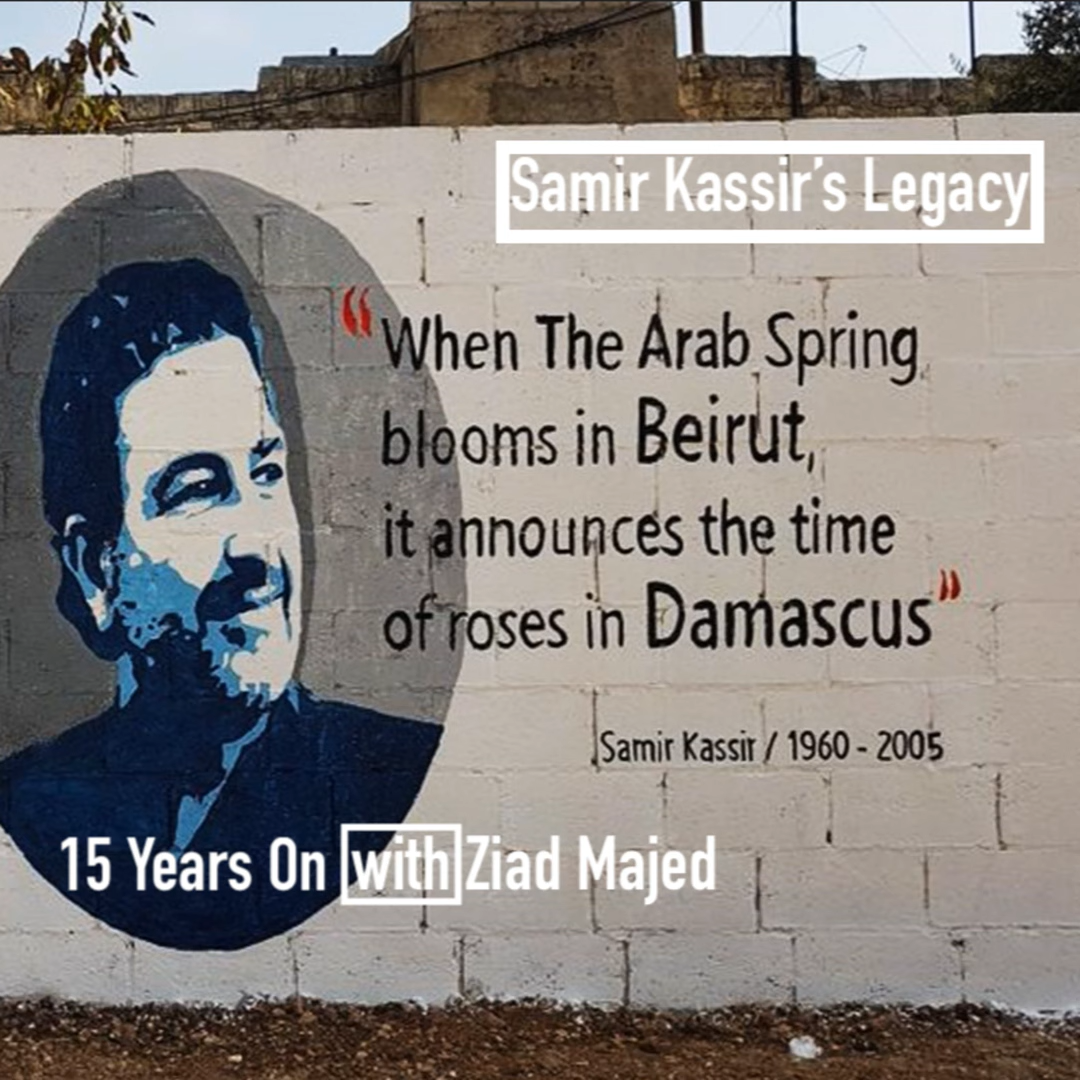 Samir Kassir's Legacy
“When The Arab Spring
blooms in Beirut,
it announces the time
of roses in Damascus”
Samir Kassir / 1960 - 2005
15 Years On with Ziad Majed